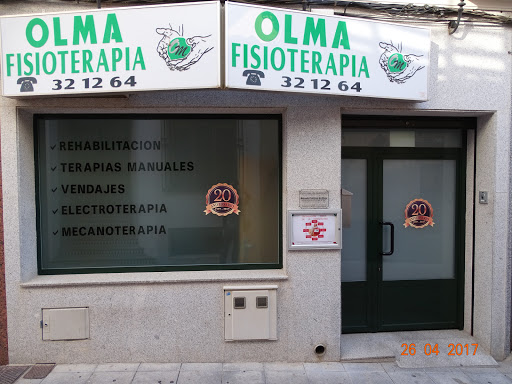 OLMA
FISIOTERAPIA
32 12 64
OLMA
FISIOTERAPIA
32 12 64
REHABILITACION
TERAPIAS MANUALES
VENDAJES
ELECTROTERAPIA
MECANOTERAPIA
20
20
26 04 2017